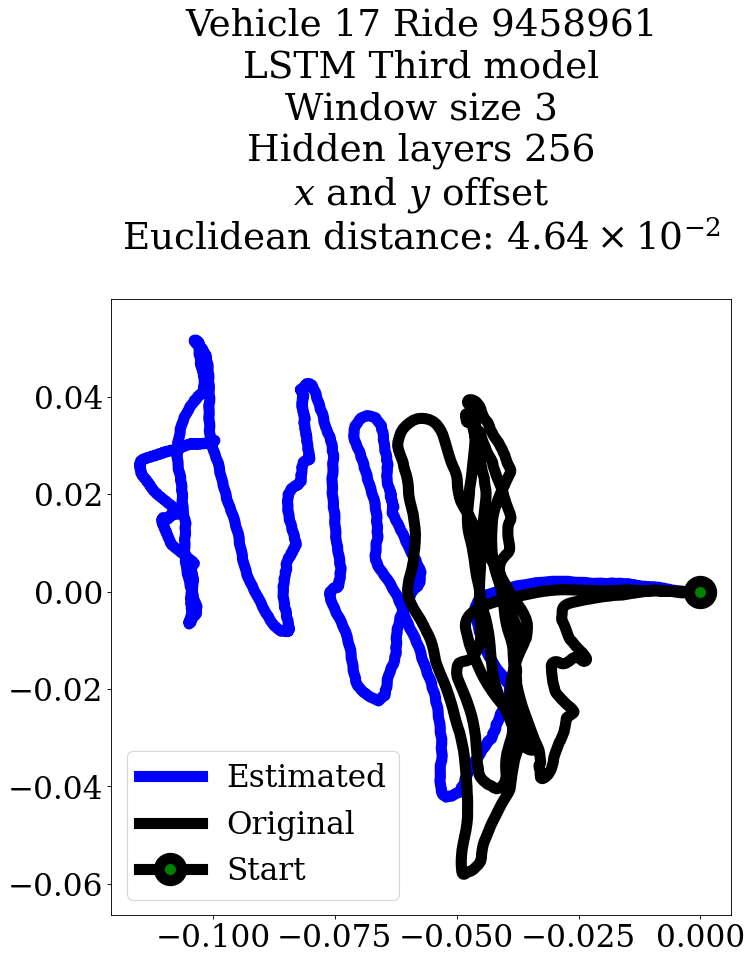 Vehicle 17 Ride 9458961
LSTM Third model
Window size 3
Hidden layers 256
x and y offset
Euclidean distance: 4.64 × 10⁻²
0.04
0.02
0.00
−0.02
−0.04
−0.06
Estimated
Original
Start
−0.100 −0.075 −0.050 −0.025 0.000